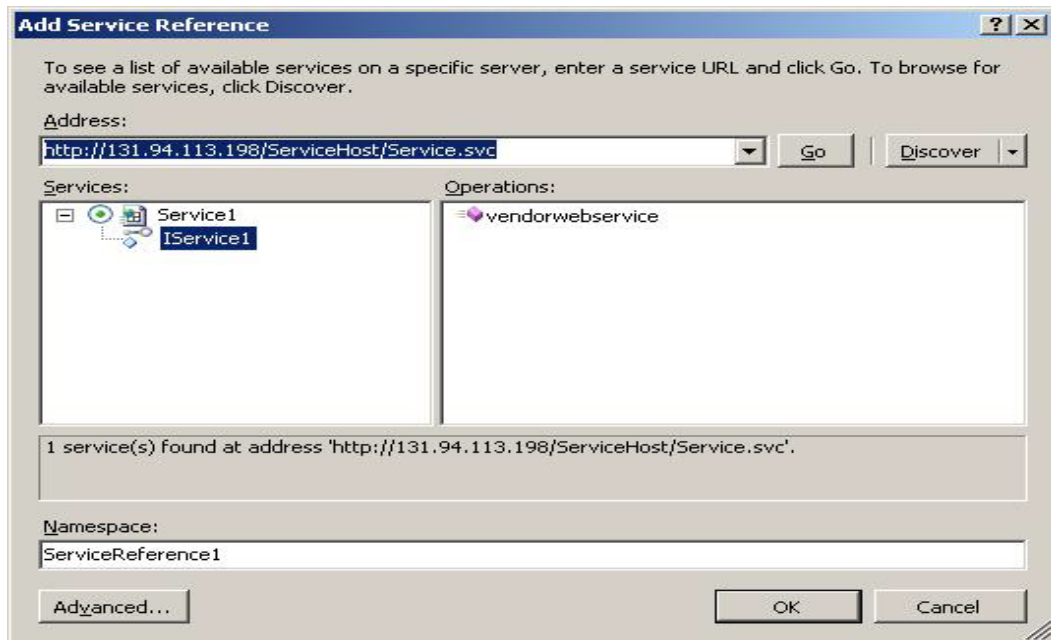 Add Service Reference
To see a list of available services on a specific server, enter a service URL and click Go. To browse for
available services, click Discover.
Address:
http://131.94.113.198/ServiceHost/Service.svc
Go
Discover
Services:
Operations:
Service1
IService1
vendorwebservice
1 service(s) found at address 'http://131.94.113.198/ServiceHost/Service.svc'.
Namespace:
ServiceReference1
Advanced...
OK
Cancel